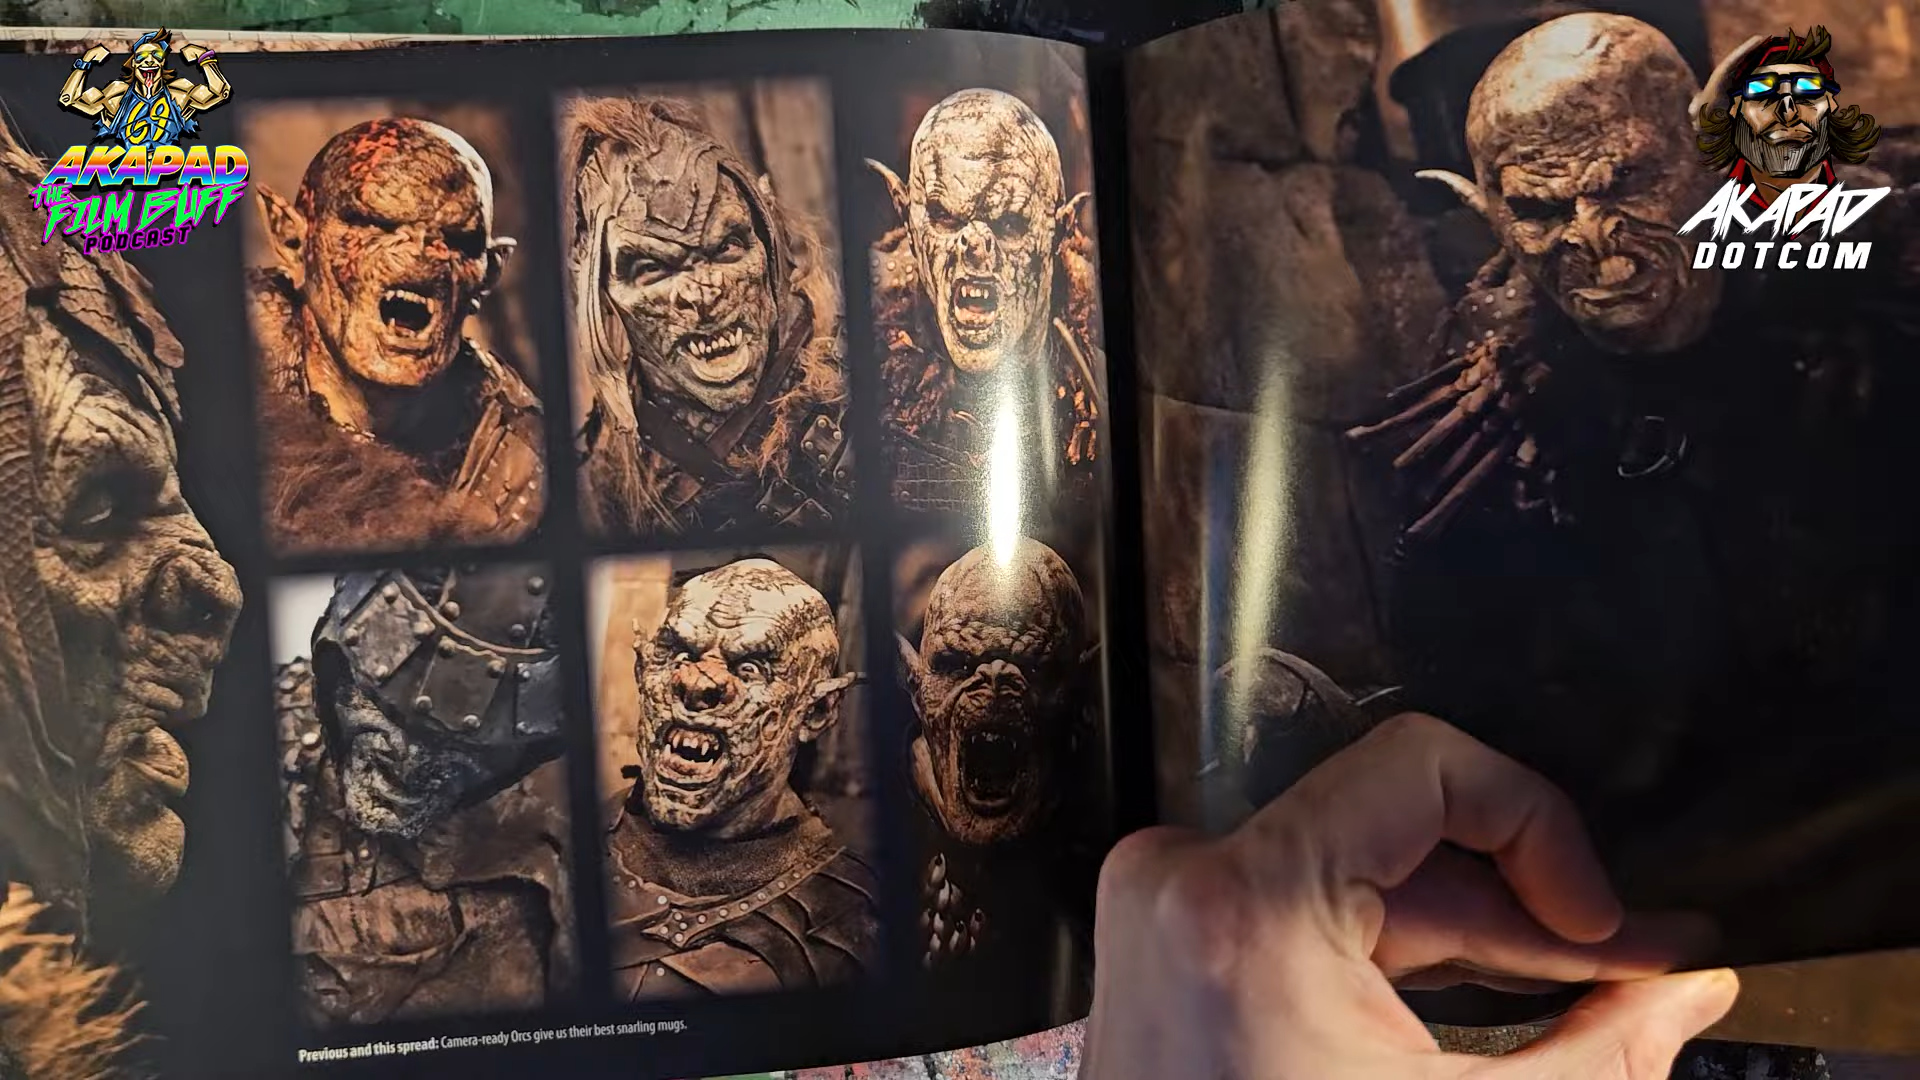 AKAPAD
THE
FILM BUFF
PODCAST
AKAPAD
DOTCOM
Previous and this spread: Camera-ready Orcs give us their best snarling mugs.